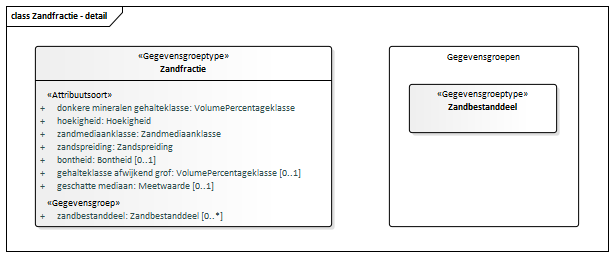 class Zandfractie - detail
«Gegevensgroeptype»
Zandfractie
«Attribuutsoort»
+ donkere mineralen gehalteklasse: VolumePercentageklasse
+ hoekigheid: Hoekigheid
+ zandmediaanklasse: Zandmediaanklasse
+ zandspreiding: Zandspreiding
+ bontheid: Bontheid [0..1]
+ gehalteklasse afwijkend grof: VolumePercentageklasse [0..1]
+ geschatte mediaan: Meetwaarde [0..1]
«Gegevensgroep»
+ zandbestanddeel: Zandbestanddeel [0..*]
Gegevensgroepen
«Gegevensgroeptype»
Zandbestanddeel